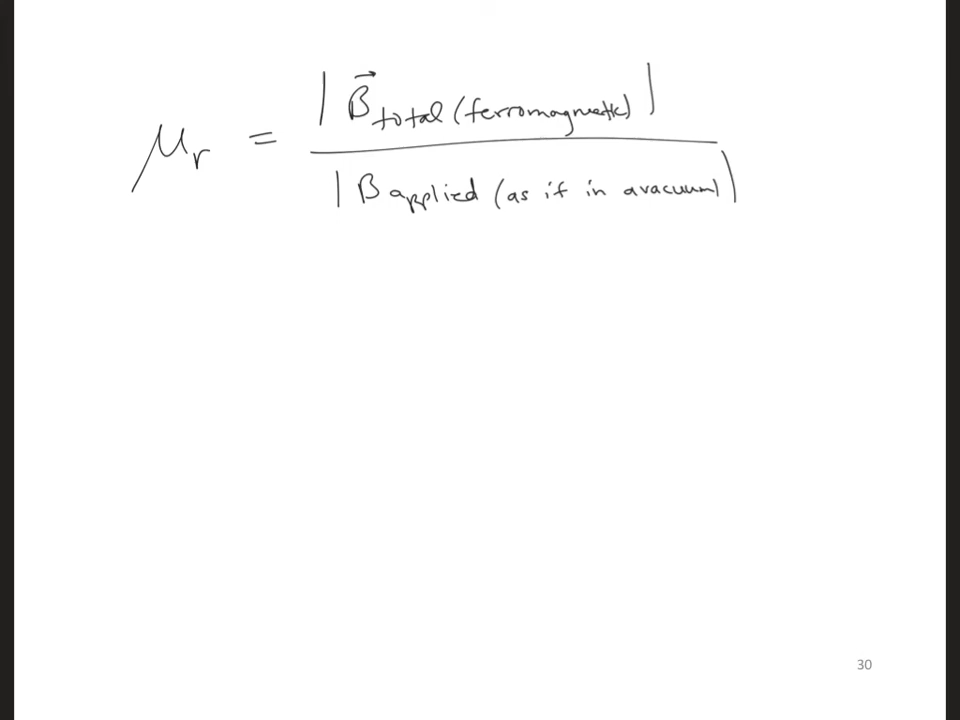 μr = |B⃗ total (ferromagnetic)|
|B applied (as if in a vacuum)|
30